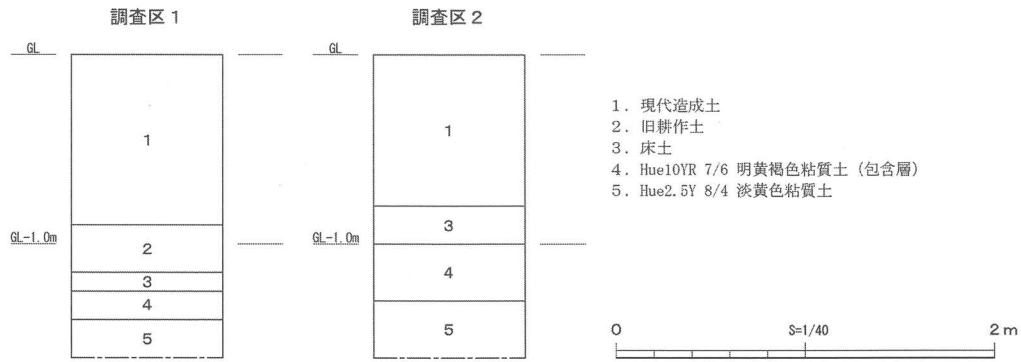 調査区1
GL
1
GL-1.0m
2
3
4
5
調査区2
GL
1
GL-1.0m
3
4
5
1. 現代造成土
2. 旧耕作土
3. 床土
4. Hue10YR 7/6 明黄褐色粘質土 (包含層)
5. Hue2.5Y 8/4 淡黄色粘質土
0 S=1/40 2m